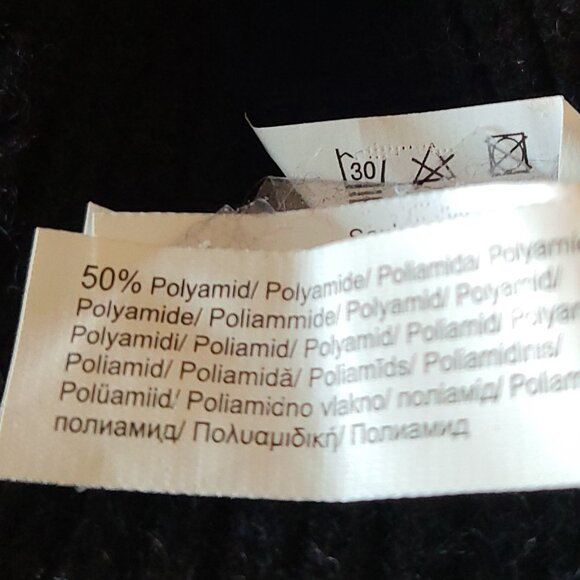 30
50% Polyamid/ Polyamide/ Poliamida/
Polyamide/ Poliammide/ Polyamid/ Polyamid/
Polyamidi/ Poliamid/ Polyamid/ Poliamid/
Poliamid/ Poliamidă/ Poliamīds/ Poliamidinis/
Polüamiid/ Poliamidno vlakno/ поліамід/
полиамид/ Πολυαμιδική/ Полиамид